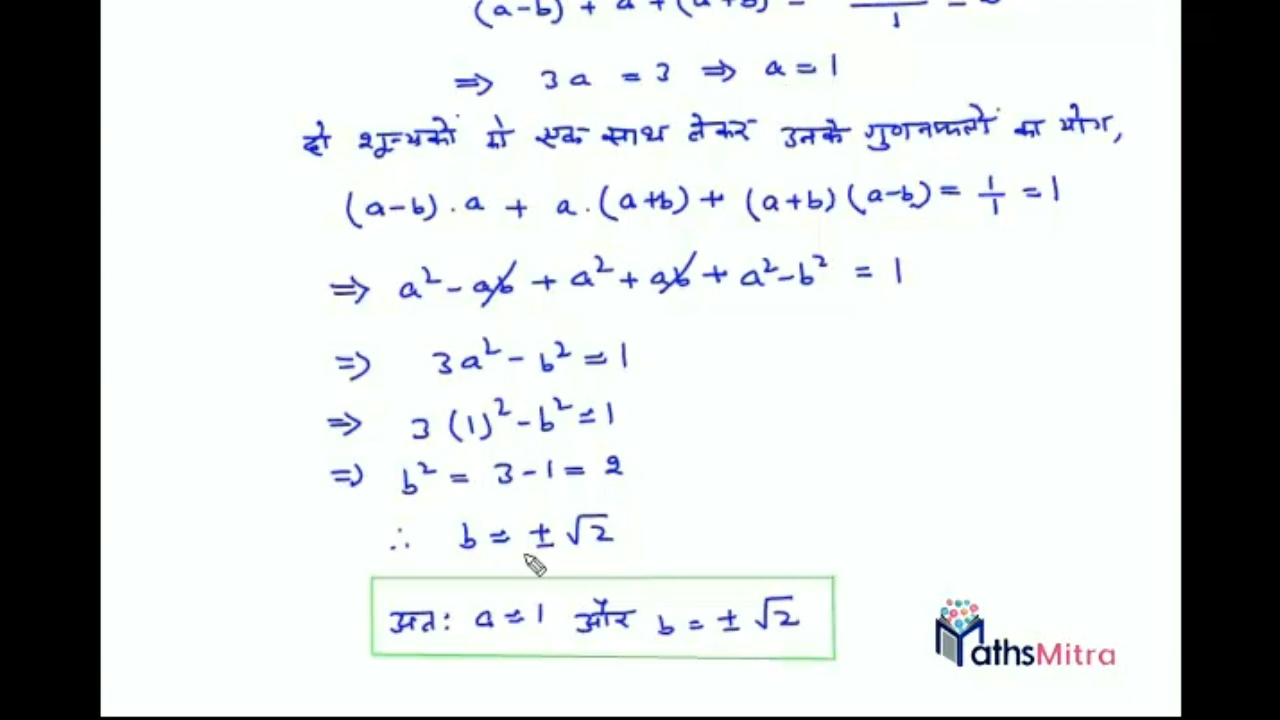 (a-b) + a + (a+b) =
1
⇒ 3a = 3 ⇒ a = 1
दो शून्यकों को एक साथ लेकर उनके गुणनफलों का योग,
(a-b).a + a.(a+b) + (a+b)(a-b) = 1/1 = 1
⇒ a² - ab + a² + ab + a² - b² = 1
⇒ 3a² - b² = 1
⇒ 3(1)² - b² = 1
⇒ b² = 3-1 = 2
∴ b = ± √2
अतः a = 1 और b = ± √2
MathsMitra